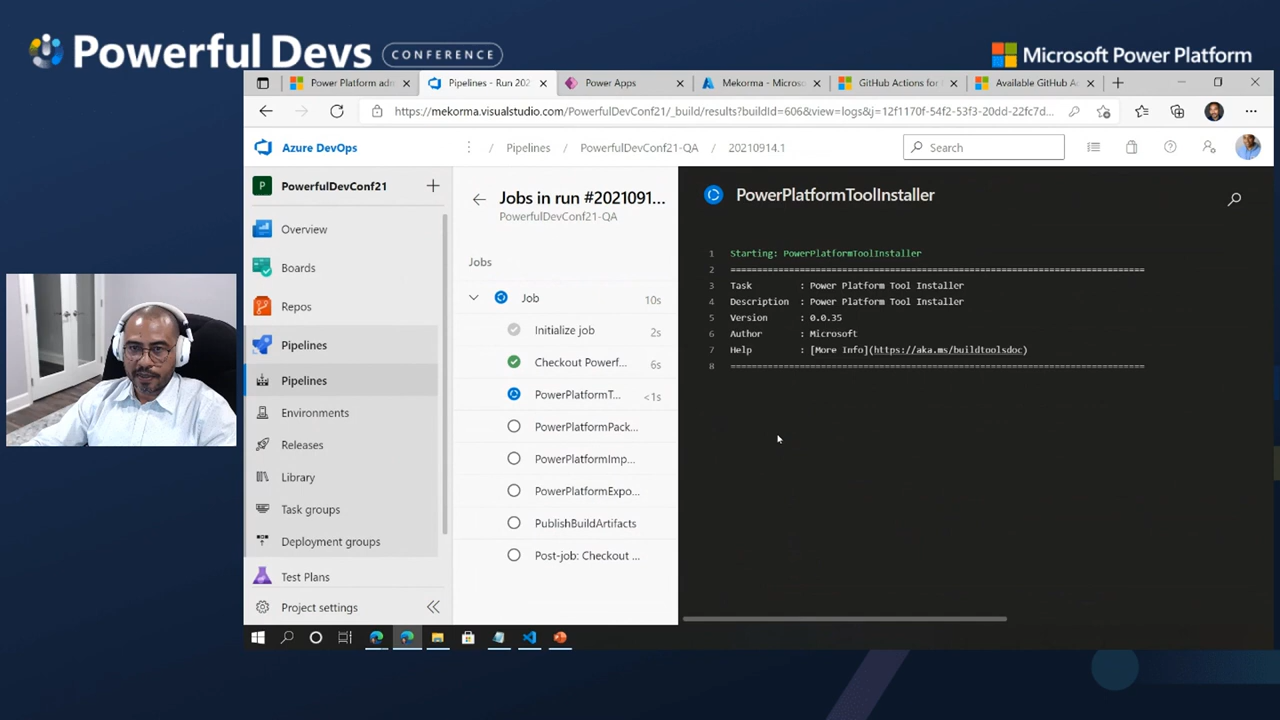 Powerful Devs CONFERENCE
Microsoft Power Platform
Power Platform adr
Pipelines - Run 202
Power Apps
Mekorma - Micros
GitHub Actions for
Available GitHub A
https://mekorma.visualstudio.com/PowerfulDevConf21/_build/results?buildId=606&view=logs&j=12f1170f-54f2-53f3-20dd-22fc7d...
Azure DevOps
/ Pipelines / PowerfulDevConf21-QA / 20210914.1
Search
P PowerfulDevConf21
Overview
Boards
Repos
Pipelines
Pipelines
Environments
Releases
Library
Task groups
Deployment groups
Test Plans
Project settings
Jobs in run #2021091...
PowerfulDevConf21-QA
Jobs
Job 10s
Initialize job 2s
Checkout Powerf... 6s
PowerPlatformT... <1s
PowerPlatformPack...
PowerPlatformImp...
PowerPlatformExpo...
PublishBuildArtifacts
Post-job: Checkout ...
PowerPlatformToolInstaller
1 Starting: PowerPlatformToolInstaller
2 ==============================================================================
3 Task : Power Platform Tool Installer
4 Description : Power Platform Tool Installer
5 Version : 0.0.35
6 Author : Microsoft
7 Help : [More Info](https://aka.ms/buildtoolsdoc)
8 ==============================================================================